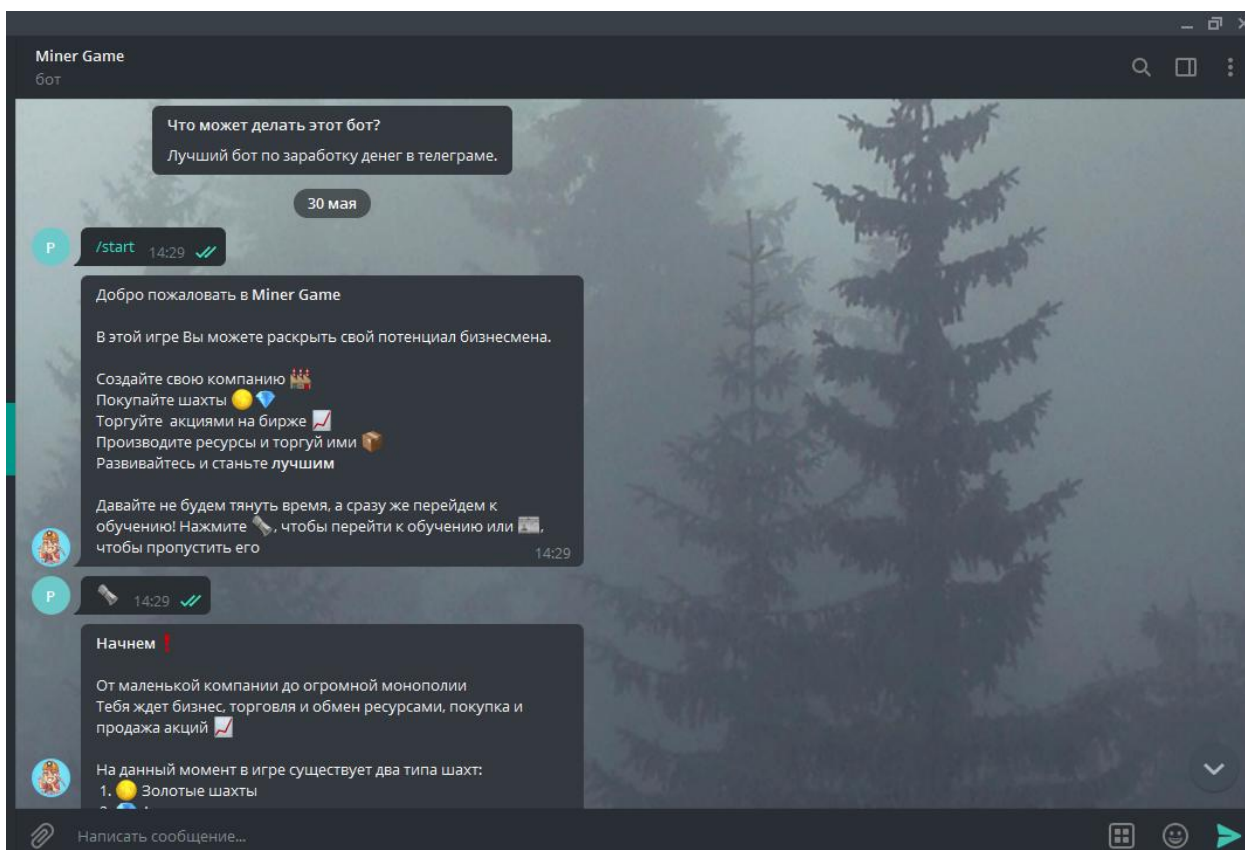 Miner Game
бот
Что может делать этот бот?
Лучший бот по заработку денег в телеграме.
30 мая
P
/start 14:29
Добро пожаловать в Miner Game
В этой игре Вы можете раскрыть свой потенциал бизнесмена.
Создайте свою компанию
Покупайте шахты
Торгуйте акциями на бирже
Производите ресурсы и торгуй ими
Развивайтесь и станьте лучшим
Давайте не будем тянуть время, а сразу же перейдем к
обучению! Нажмите , чтобы перейти к обучению или ,
чтобы пропустить его 14:29
P
14:29
Начнем❗
От маленькой компании до огромной монополии
Тебя ждет бизнес, торговля и обмен ресурсами, покупка и
продажа акций
На данный момент в игре существует два типа шахт:
1. Золотые шахты
Написать сообщение...